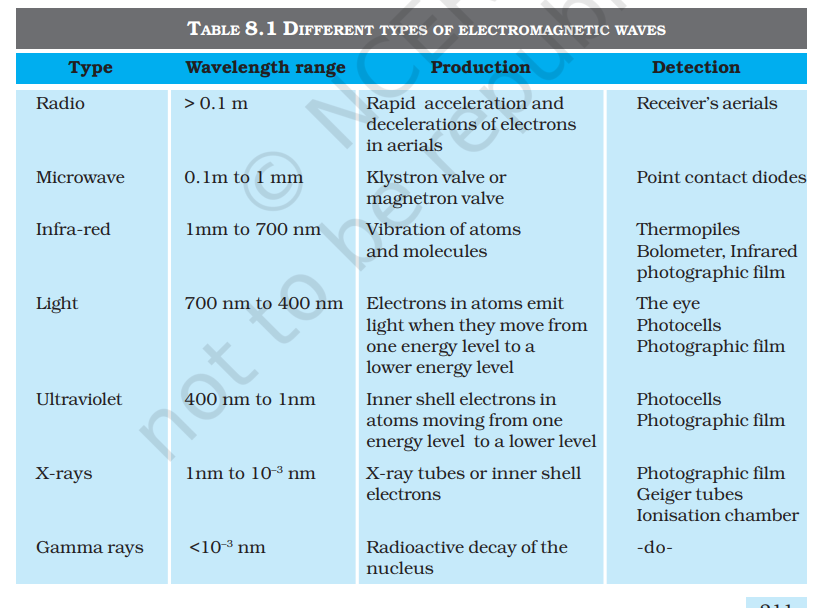 TABLE 8.1 DIFFERENT TYPES OF ELECTROMAGNETIC WAVES
Type Wavelength range Production Detection
Radio > 0.1 m Rapid acceleration and Receiver's aerials
decelerations of electrons
in aerials
Microwave 0.1m to 1 mm Klystron valve or Point contact diodes
magnetron valve
Infra-red 1mm to 700 nm Vibration of atoms Thermopiles
and molecules Bolometer, Infrared
photographic film
Light 700 nm to 400 nm Electrons in atoms emit The eye
light when they move from Photocells
one energy level to a Photographic film
lower energy level
Ultraviolet 400 nm to 1nm Inner shell electrons in Photocells
atoms moving from one Photographic film
energy level to a lower level
X-rays 1nm to 10⁻³ nm X-ray tubes or inner shell Photographic film
electrons Geiger tubes
Ionisation chamber
Gamma rays <10⁻³ nm Radioactive decay of the -do-
nucleus
© NCE
not to be republ